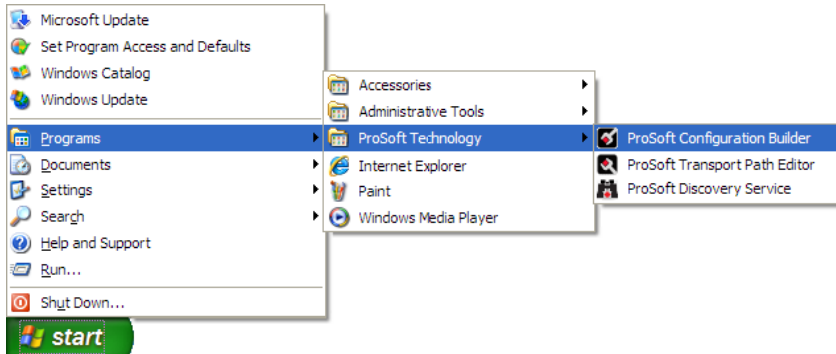 Microsoft Update
Set Program Access and Defaults
Windows Catalog
Windows Update
Programs
Documents
Settings
Search
Help and Support
Run...
Shut Down...
start
Accessories
Administrative Tools
ProSoft Technology
Internet Explorer
Paint
Windows Media Player
ProSoft Configuration Builder
ProSoft Transport Path Editor
ProSoft Discovery Service